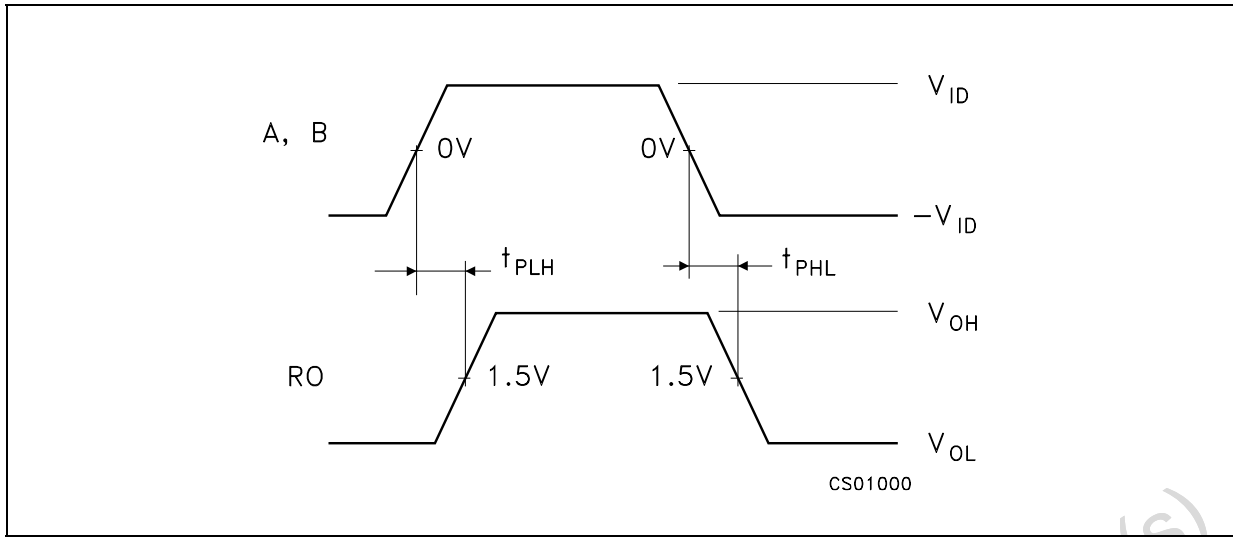 V_ID
A, B
0V 0V
-V_ID
t_PLH t_PHL
V_OH
RO 1.5V 1.5V
V_OL
CS01000
(s)